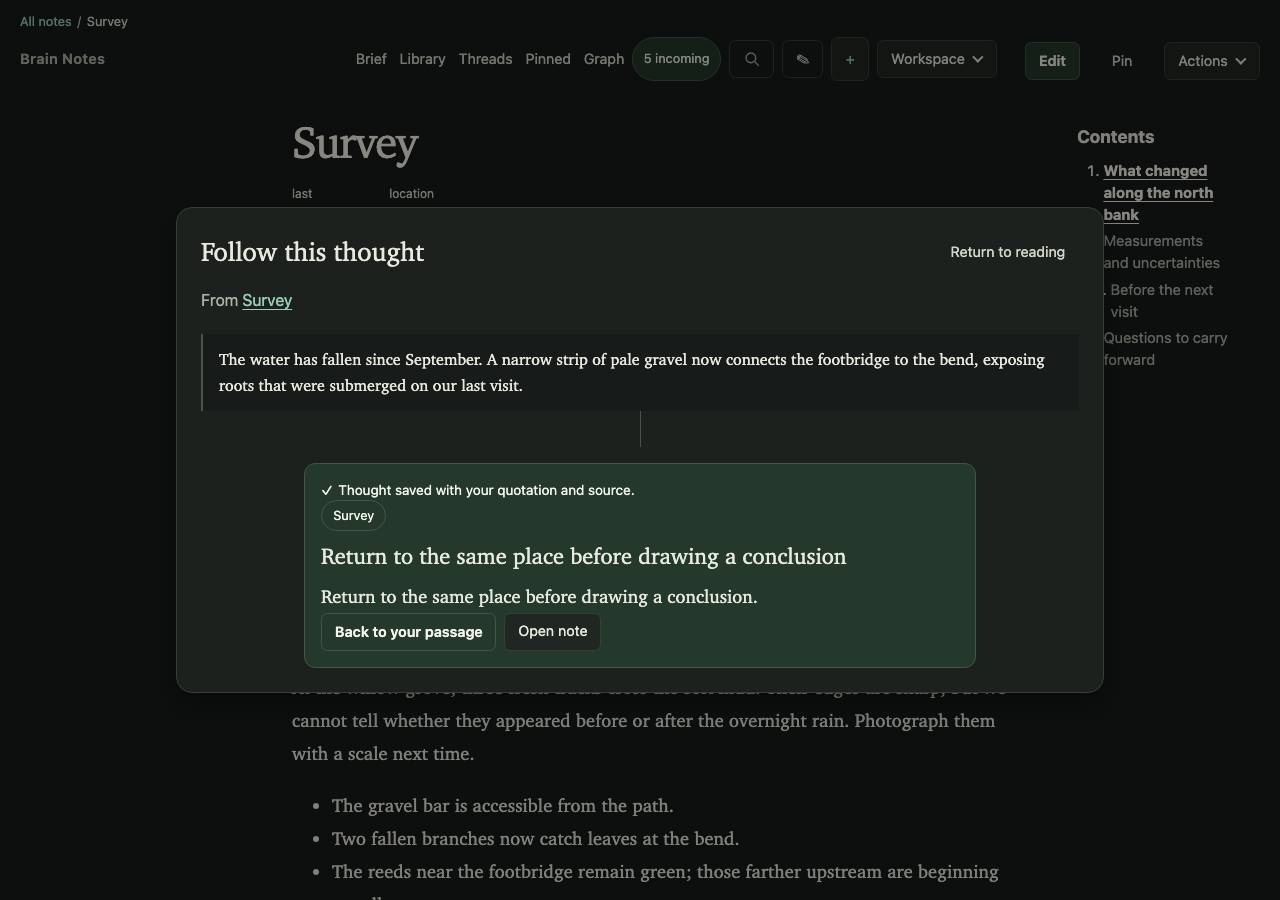 All notes / Survey
Brain Notes
Brief Library Threads Pinned Graph 5 incoming + Workspace Edit Pin Actions
Survey
last location
Contents
1. What changed
along the north
bank
Measurements
and uncertainties
. Before the next
visit
Questions to carry
forward
Follow this thought
Return to reading
From Survey
The water has fallen since September. A narrow strip of pale gravel now connects the footbridge to the bend, exposing
roots that were submerged on our last visit.
✓ Thought saved with your quotation and source.
Survey
Return to the same place before drawing a conclusion
Return to the same place before drawing a conclusion.
Back to your passage Open note
cannot tell whether they appeared before or after the overnight rain. Photograph them
with a scale next time.
• The gravel bar is accessible from the path.
• Two fallen branches now catch leaves at the bend.
• The reeds near the footbridge remain green; those farther upstream are beginning